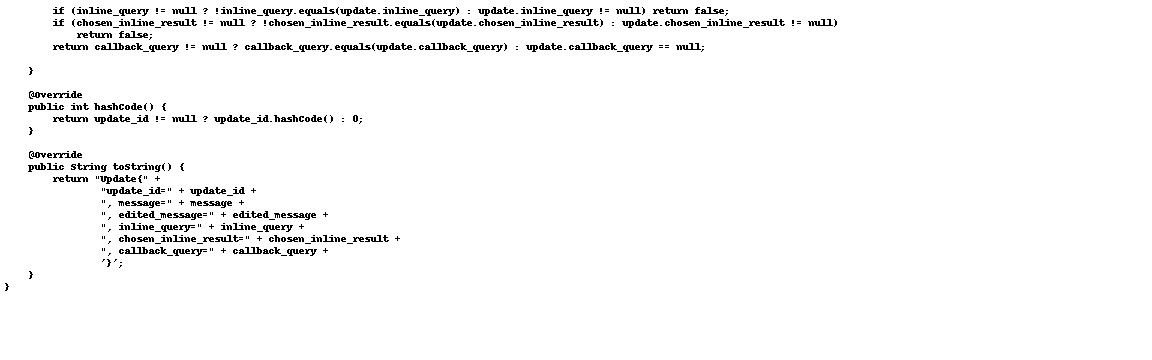 if (inline_query != null ? !inline_query.equals(update.inline_query) : update.inline_query != null) return false;
if (chosen_inline_result != null ? !chosen_inline_result.equals(update.chosen_inline_result) : update.chosen_inline_result != null)
return false;
return callback_query != null ? callback_query.equals(update.callback_query) : update.callback_query == null;
}
@Override
public int hashCode() {
return update_id != null ? update_id.hashCode() : 0;
}
@Override
public String toString() {
return "Update{" +
"update_id=" + update_id +
", message=" + message +
", edited_message=" + edited_message +
", inline_query=" + inline_query +
", chosen_inline_result=" + chosen_inline_result +
", callback_query=" + callback_query +
'}';
}
}